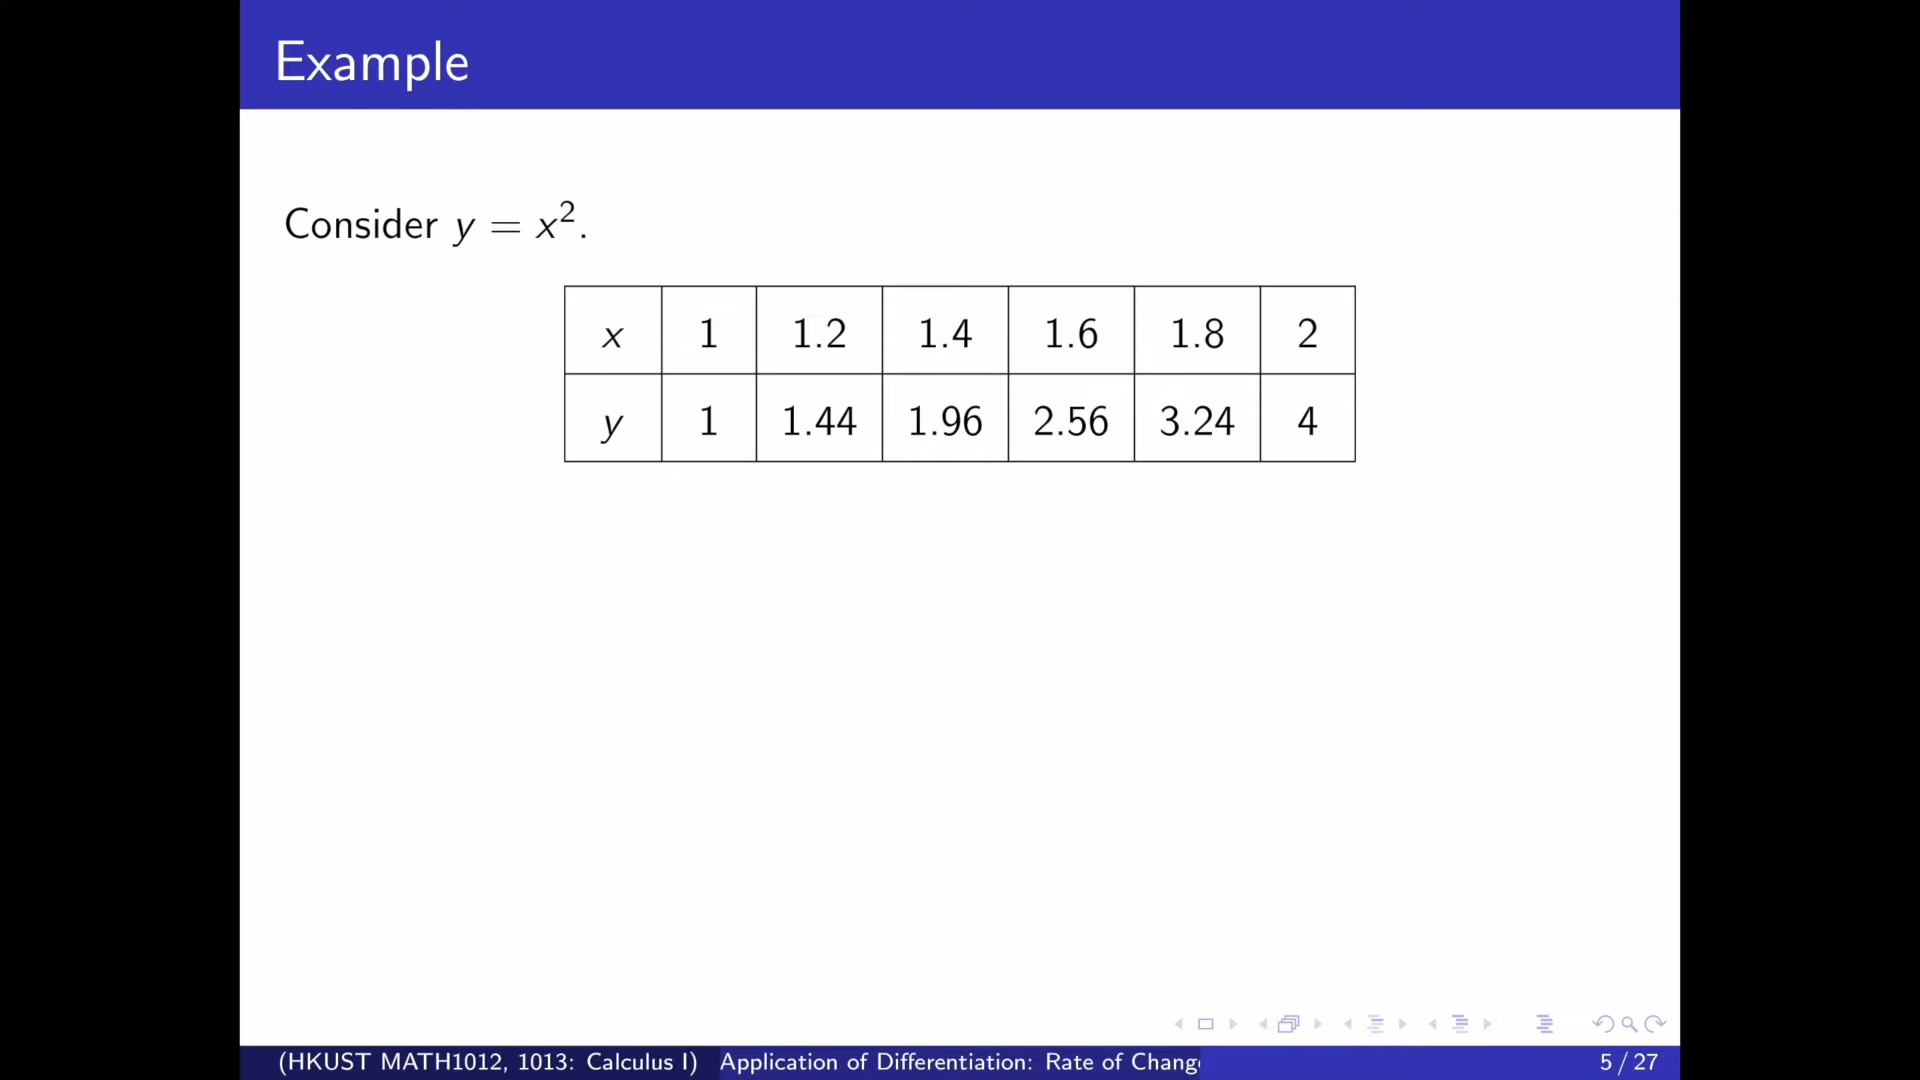 Example
Consider y = x².
x 1 1.2 1.4 1.6 1.8 2
y 1 1.44 1.96 2.56 3.24 4
(HKUST MATH1012, 1013: Calculus I) Application of Differentiation: Rate of Chang 5 / 27